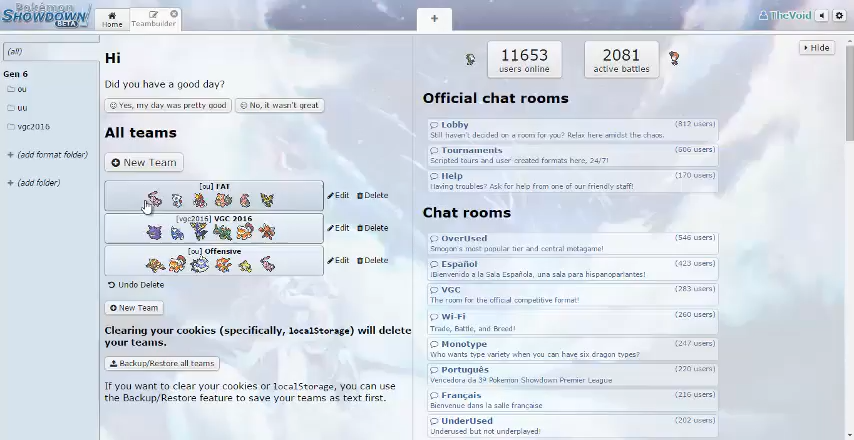 Pokémon
SHOWDOWN
BETA
Home
Teambuilder
+
TheVoid
(all)
Gen 6
ou
uu
vgc2016
+ (add format folder)
+ (add folder)
Hi
Did you have a good day?
Yes, my day was pretty good
No, it wasn't great
All teams
New Team
[ou] FAT
Edit Delete
[vgc2016] VGC 2016
Edit Delete
[ou] Offensive
Edit Delete
Undo Delete
New Team
Clearing your cookies (specifically, localStorage) will delete
your teams.
Backup/Restore all teams
If you want to clear your cookies or localStorage, you can use
the Backup/Restore feature to save your teams as text first.
11653
users online
2081
active battles
Hide
Official chat rooms
Lobby (812 users)
Still haven't decided on a room for you? Relax here amidst the chaos.
Tournaments (606 users)
Scripted tours and user-created formats here, 24/7!
Help (170 users)
Having troubles? Ask for help from one of our friendly staff!
Chat rooms
OverUsed (546 users)
Smogon's most popular tier and central metagame!
Español (423 users)
¡Bienvenido a la Sala Española, una sala para hispanoparlantes!
VGC (283 users)
The room for the official competitive format!
Wi-Fi (260 users)
Trade, Battle, and Breed!
Monotype (247 users)
Who wants type variety when you can have six dragon types?
Português (220 users)
Vencedora da 3ª Pokemon Showdown Premier League
Français (216 users)
Bienvenue dans la salle française
UnderUsed (202 users)
Underused but not underplayed!